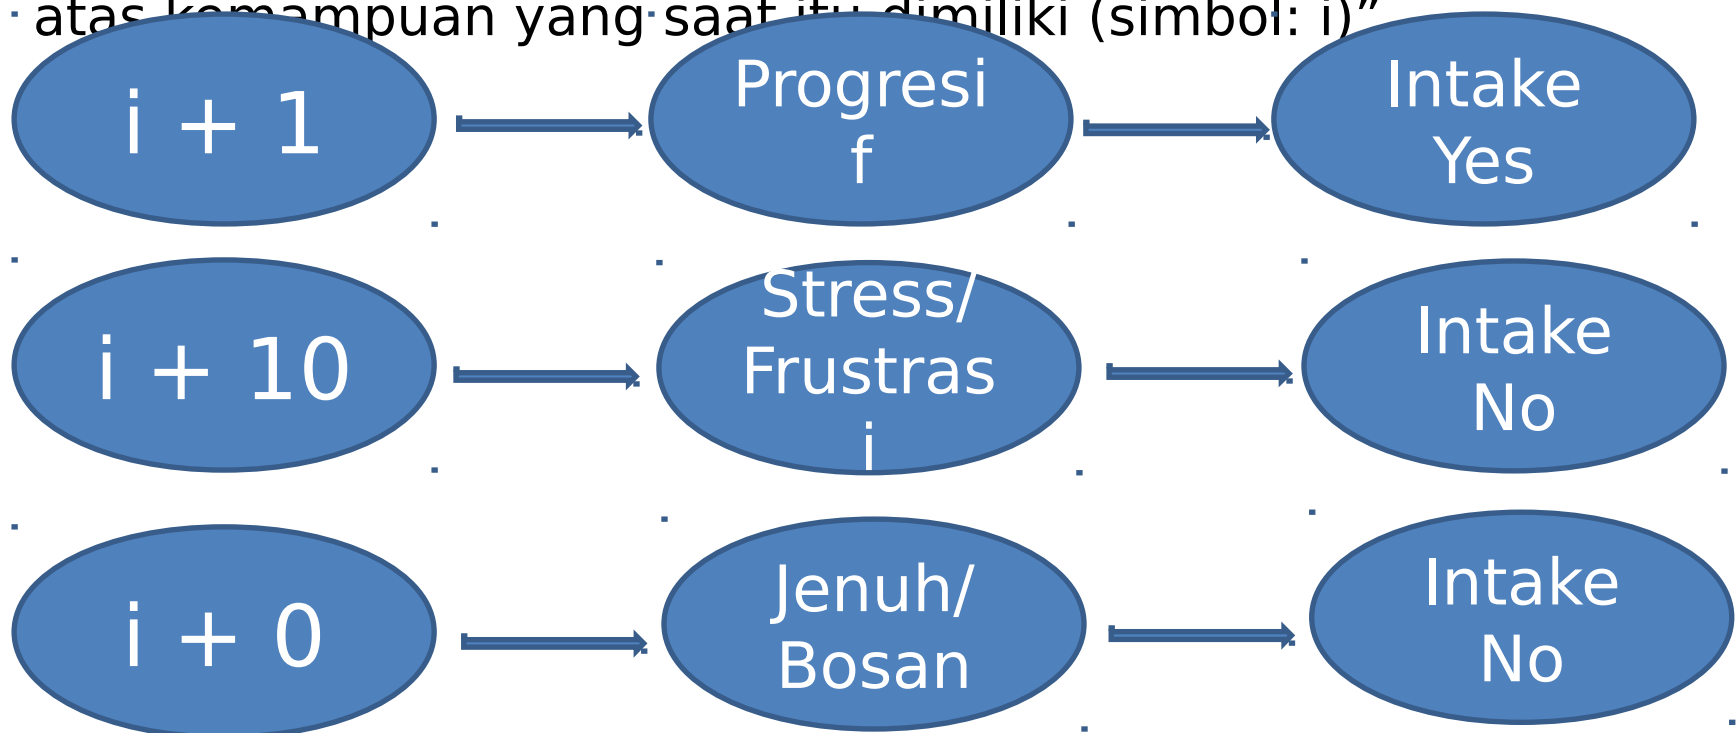 atas kemampuan yang saat itu dimiliki (simbol: i)”
i + 1
Progresi
f
Intake
Yes
i + 10
Stress/
Frustras
i
Intake
No
i + 0
Jenuh/
Bosan
Intake
No